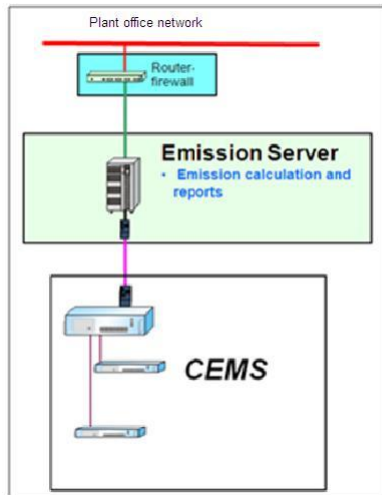 Plant office network
Router-
firewall
Emission Server
• Emission calculation and
reports
CEMS